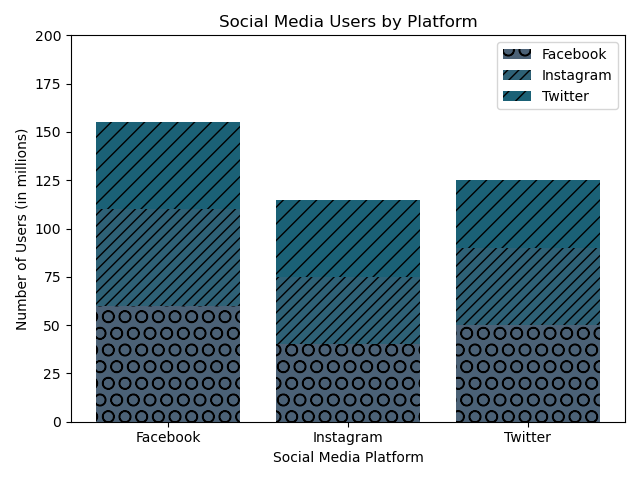 Social Media Users by Platform
Number of Users (in millions)
200
175
150
125
100
75
50
25
0
Facebook
Instagram
Twitter
Facebook
Instagram
Twitter
Social Media Platform